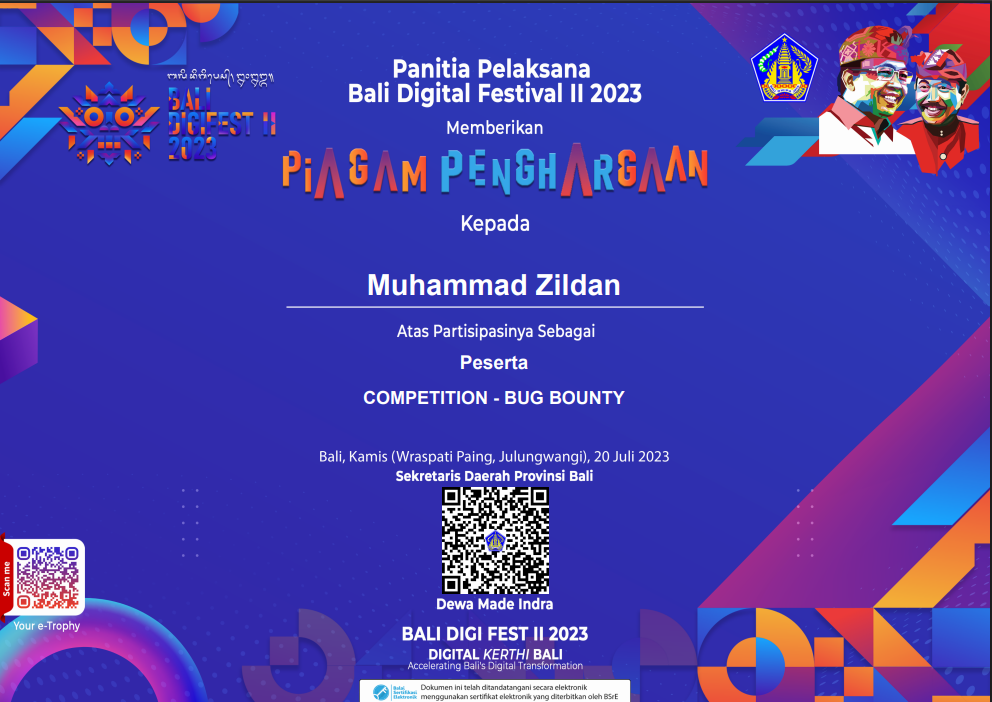 BALI
DIGIFEST II
2023
Panitia Pelaksana
Bali Digital Festival II 2023
Memberikan
PiAGAM PENGHARGAAN
Kepada
Muhammad Zildan
Atas Partisipasinya Sebagai
Peserta
COMPETITION - BUG BOUNTY
Bali, Kamis (Wraspati Paing, Julungwangi), 20 Juli 2023
Sekretaris Daerah Provinsi Bali
Dewa Made Indra
Scan me
Your e-Trophy
BALI DIGI FEST II 2023
DIGITAL KERTHI BALI
Accelerating Bali's Digital Transformation
Balai
Sertifikasi
Elektronik
Dokumen ini telah ditandatangani secara elektronik
menggunakan sertifikat elektronik yang diterbitkan oleh BSrE